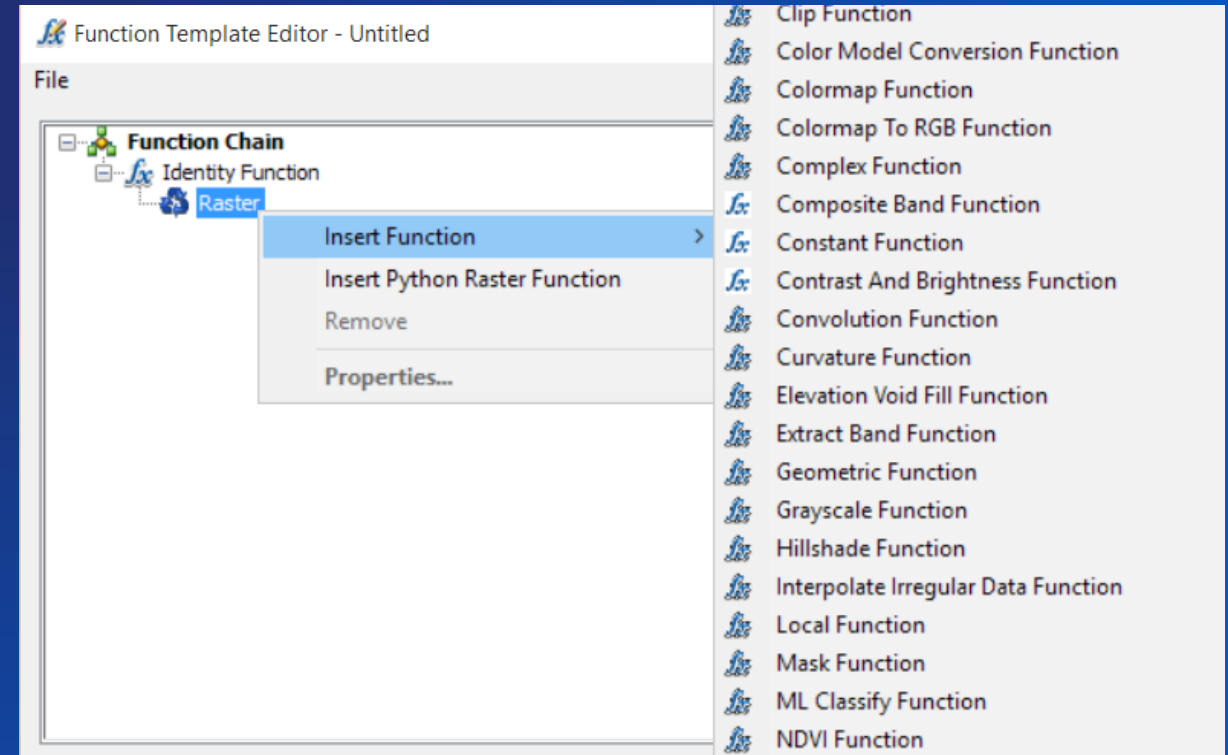 Function Template Editor - Untitled
File
Function Chain
Identity Function
Raster
Insert Function
Insert Python Raster Function
Remove
Properties...
Clip Function
Color Model Conversion Function
Colormap Function
Colormap To RGB Function
Complex Function
Composite Band Function
Constant Function
Contrast And Brightness Function
Convolution Function
Curvature Function
Elevation Void Fill Function
Extract Band Function
Geometric Function
Grayscale Function
Hillshade Function
Interpolate Irregular Data Function
Local Function
Mask Function
ML Classify Function
NDVI Function